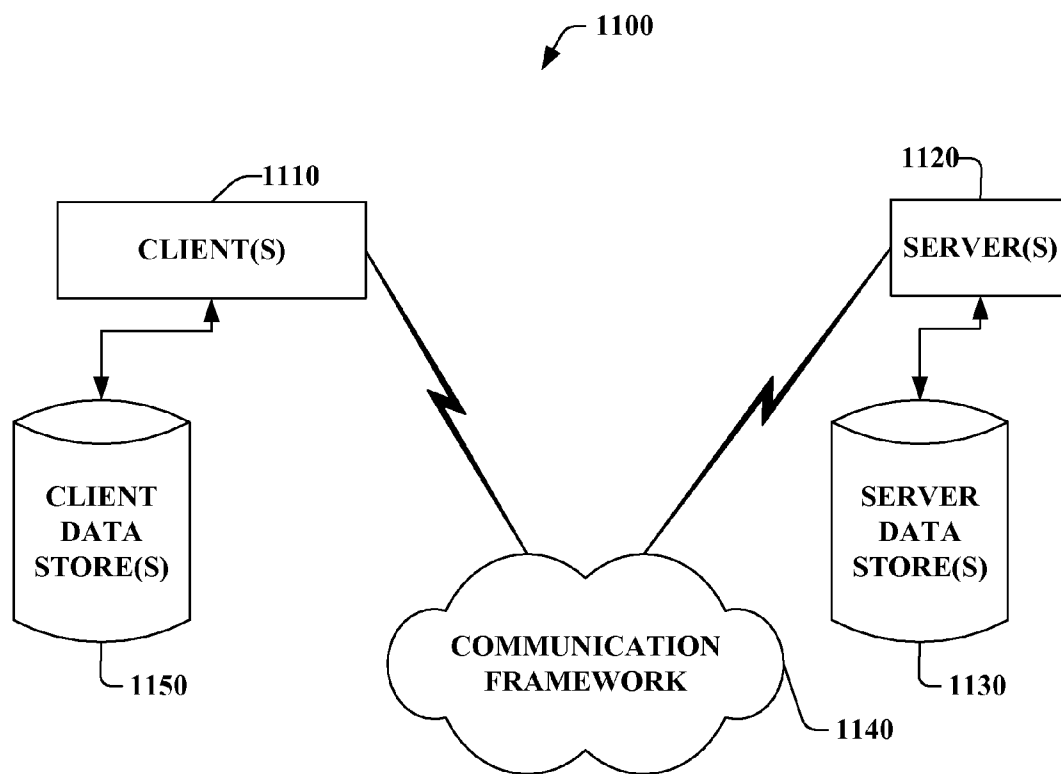 1100
1110
1120
CLIENT(S)
SERVER(S)
CLIENT
DATA
STORE(S)
SERVER
DATA
STORE(S)
COMMUNICATION
FRAMEWORK
1150
1130
1140